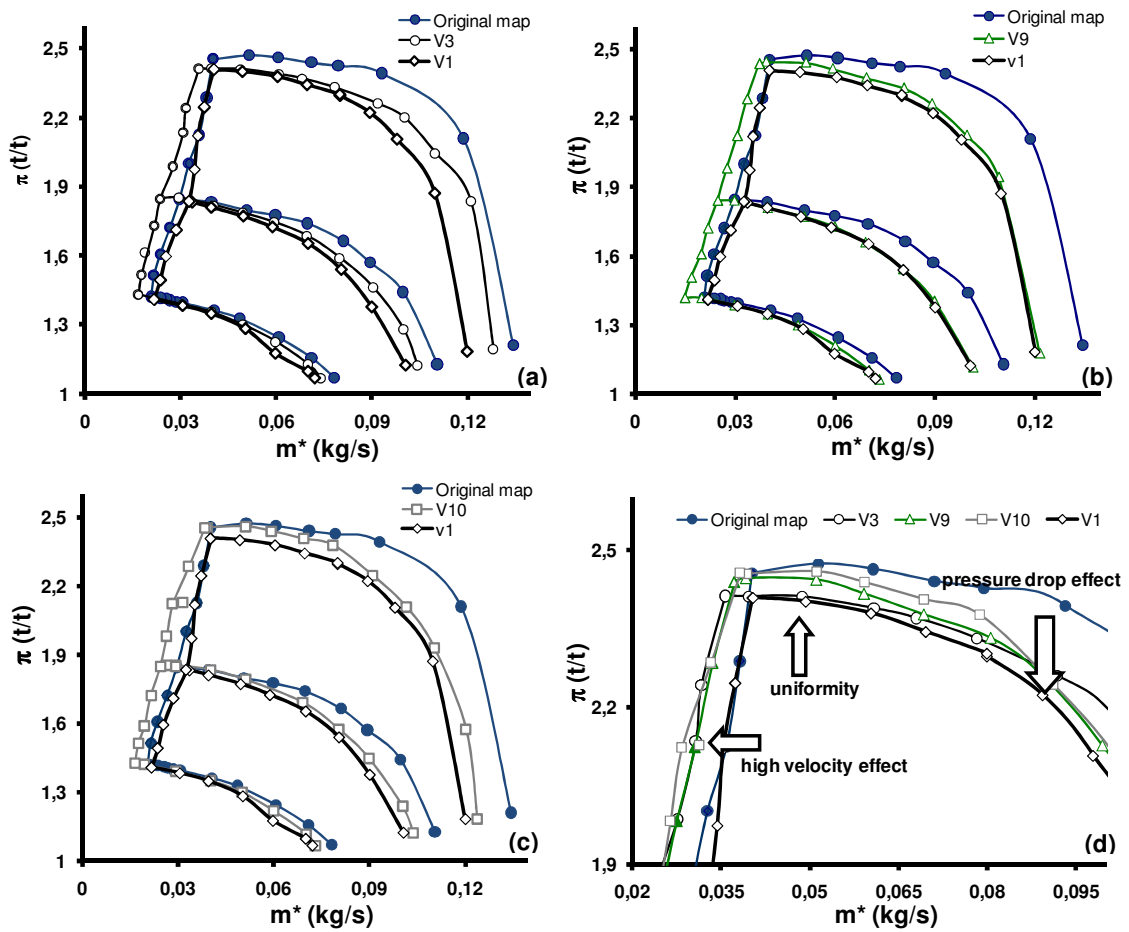 Original map
V3
V1
π (t/t)
2,5
2,2
1,9
1,6
1,3
1
0
0,03
0,06
0,09
0,12
m* (kg/s)
(a)
Original map
V9
v1
π (t/t)
2,5
2,2
1,9
1,6
1,3
1
0
0,03
0,06
0,09
0,12
m* (kg/s)
(b)
Original map
V10
v1
π (t/t)
2,5
2,2
1,9
1,6
1,3
1
0
0,03
0,06
0,09
0,12
m* (kg/s)
(c)
Original map V3 V9 V10 V1
π (t/t)
2,5
2,2
1,9
pressure drop effect
uniformity
high velocity effect
0,02
0,035
0,05
0,065
0,08
0,095
m* (kg/s)
(d)